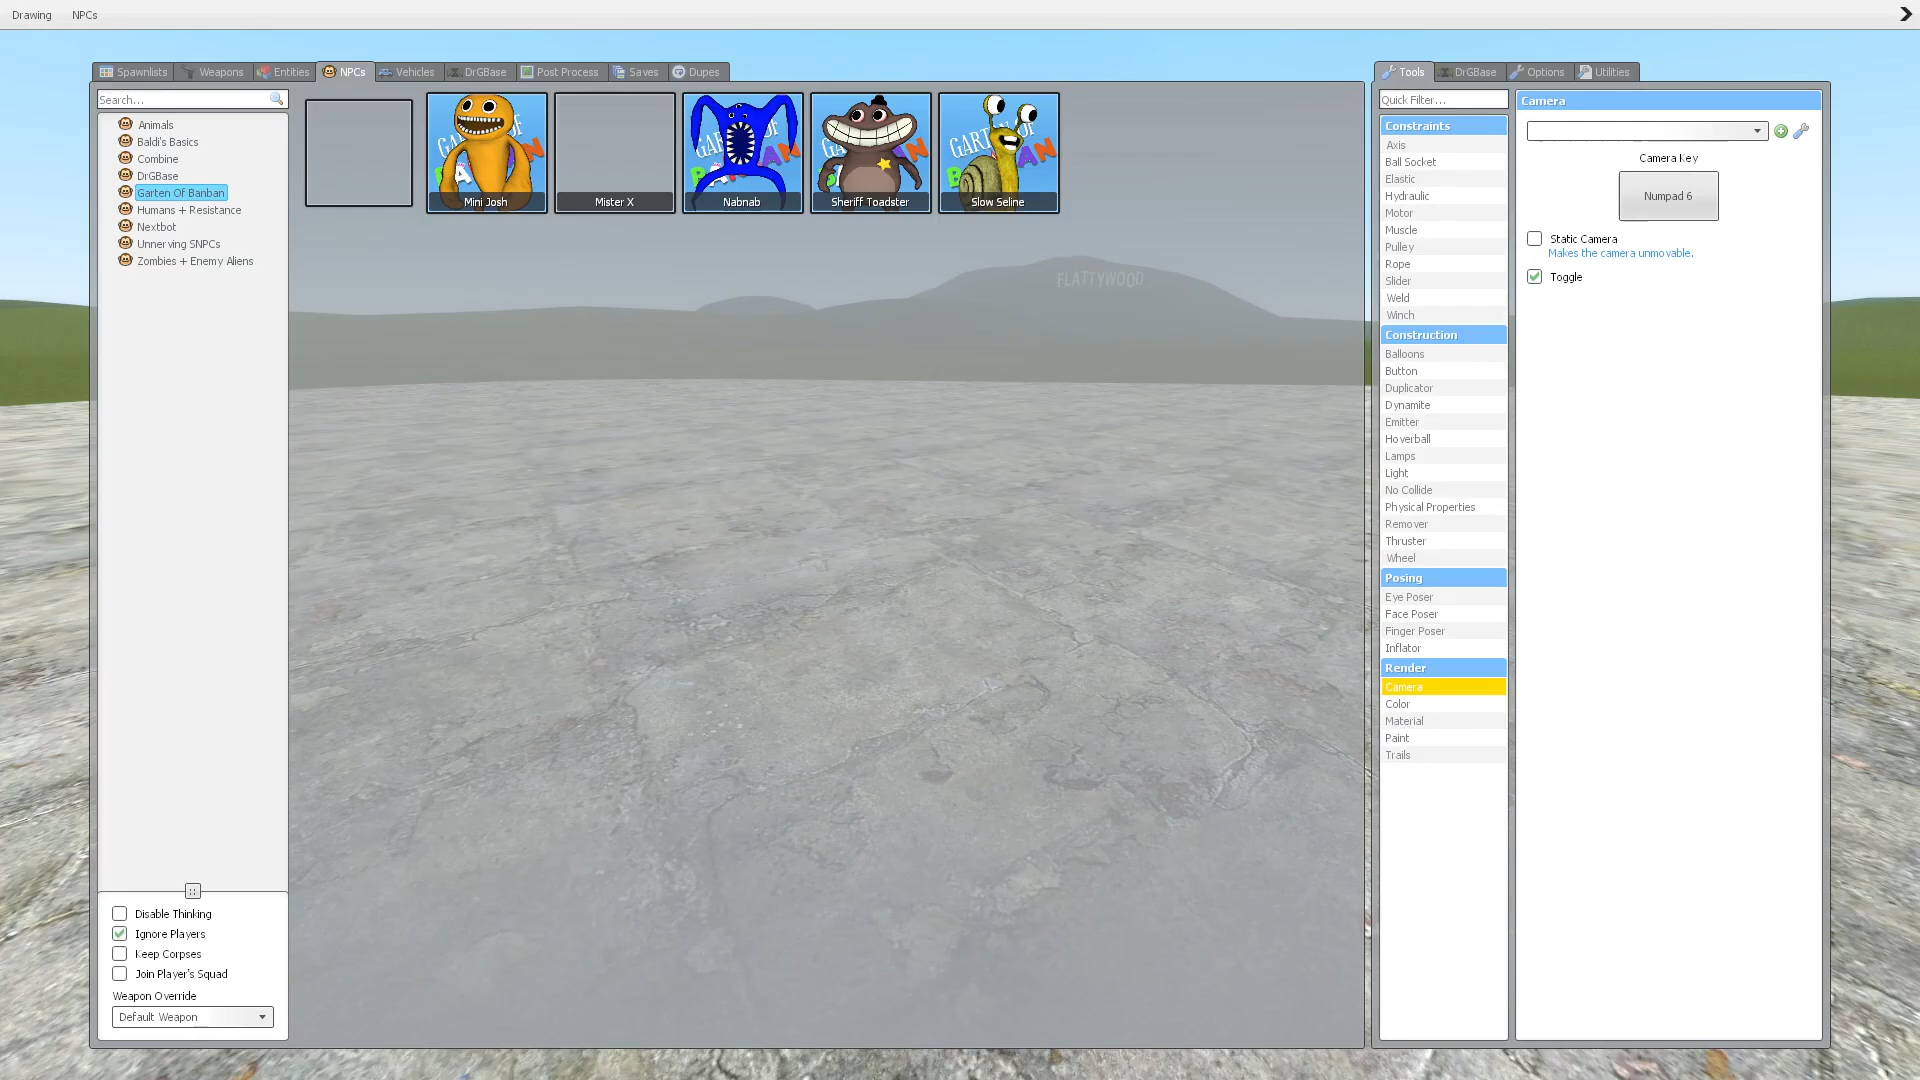 Drawing NPCs
Spawnlists Weapons Entities NPCs Vehicles DrGBase Post Process Saves Dupes
Search...
Animals
Baldi's Basics
Combine
DrGBase
Garten Of Banban
Humans + Resistance
Nextbot
Unnerving SNPCs
Zombies + Enemy Aliens
Mini Josh
Mister X
Nabnab
Sheriff Toadster
Slow Seline
FLATTYWOOD
Disable Thinking
Ignore Players
Keep Corpses
Join Player's Squad
Weapon Override
Default Weapon
Tools DrGBase Options Utilities
Quick Filter...
Constraints
Axis
Ball Socket
Elastic
Hydraulic
Motor
Muscle
Pulley
Rope
Slider
Weld
Winch
Construction
Balloons
Button
Duplicator
Dynamite
Emitter
Hoverball
Lamps
Light
No Collide
Physical Properties
Remover
Thruster
Wheel
Posing
Eye Poser
Face Poser
Finger Poser
Inflator
Render
Camera
Color
Material
Paint
Trails
Camera
Camera Key
Numpad 6
Static Camera
Makes the camera unmovable.
Toggle